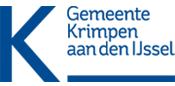 K
Gemeente
Krimpen
aan den IJssel